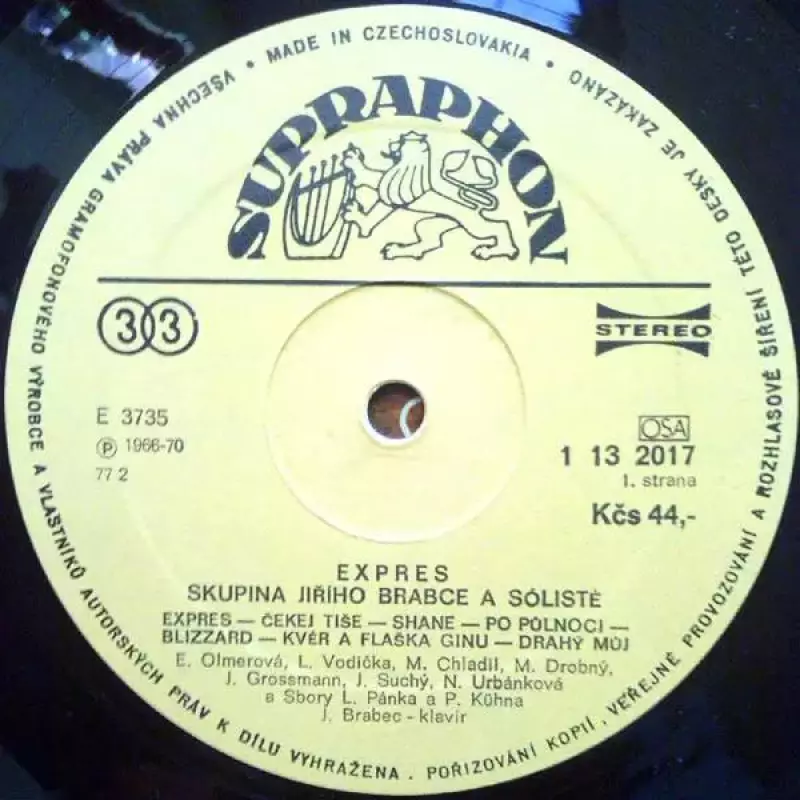 VŠECHNA PRÁVA GRAMOFONOVÉHO VÝROBCE A VLASTNÍKŮ AUTORSKÝCH PRÁV K DÍLU VYHRAŽENA. POŘIZOVÁNÍ KOPIÍ, VEŘEJNÉ PROVOZOVÁNÍ A ROZHLASOVÉ ŠÍŘENÍ TÉTO DESKY JE ZAKÁZÁNO
• MADE IN CZECHOSLOVAKIA •
SUPRAPHON
33
STEREO
E 3735
OSA
Ⓟ 1966-70
1 13 2017
77 2
1. strana
Kčs 44,-
EXPRES
SKUPINA JIŘÍHO BRABCE A SÓLISTÉ
EXPRES — ČEKEJ TIŠE — SHANE — PO PŮLNOCI —
BLIZZARD — KVÉR A FLAŠKA GINU — DRAHÝ MŮJ
E. Olmerová, L. Vodička, M. Chladil, M. Drobný,
J. Grossmann, J. Suchý, N. Urbánková
a Sbory L. Pánka a P. Kühna
J. Brabec - klavír